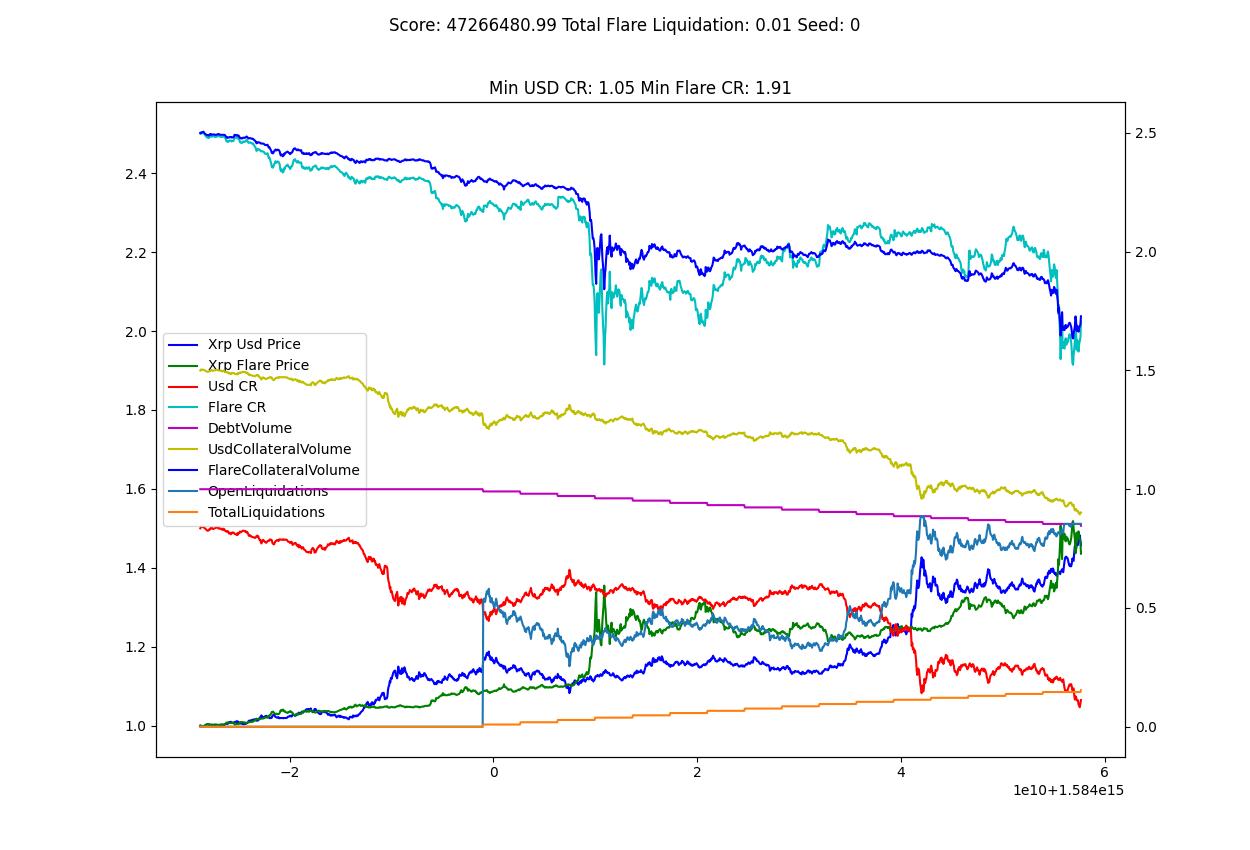 Score: 47266480.99 Total Flare Liquidation: 0.01 Seed: 0
Min USD CR: 1.05 Min Flare CR: 1.91
2.4
2.2
2.0
1.8
1.6
1.4
1.2
1.0
Xrp Usd Price
Xrp Flare Price
Usd CR
Flare CR
DebtVolume
UsdCollateralVolume
FlareCollateralVolume
OpenLiquidations
TotalLiquidations
2.5
2.0
1.5
1.0
0.5
0.0
−2 0 2 4 6
1e10+1.584e15